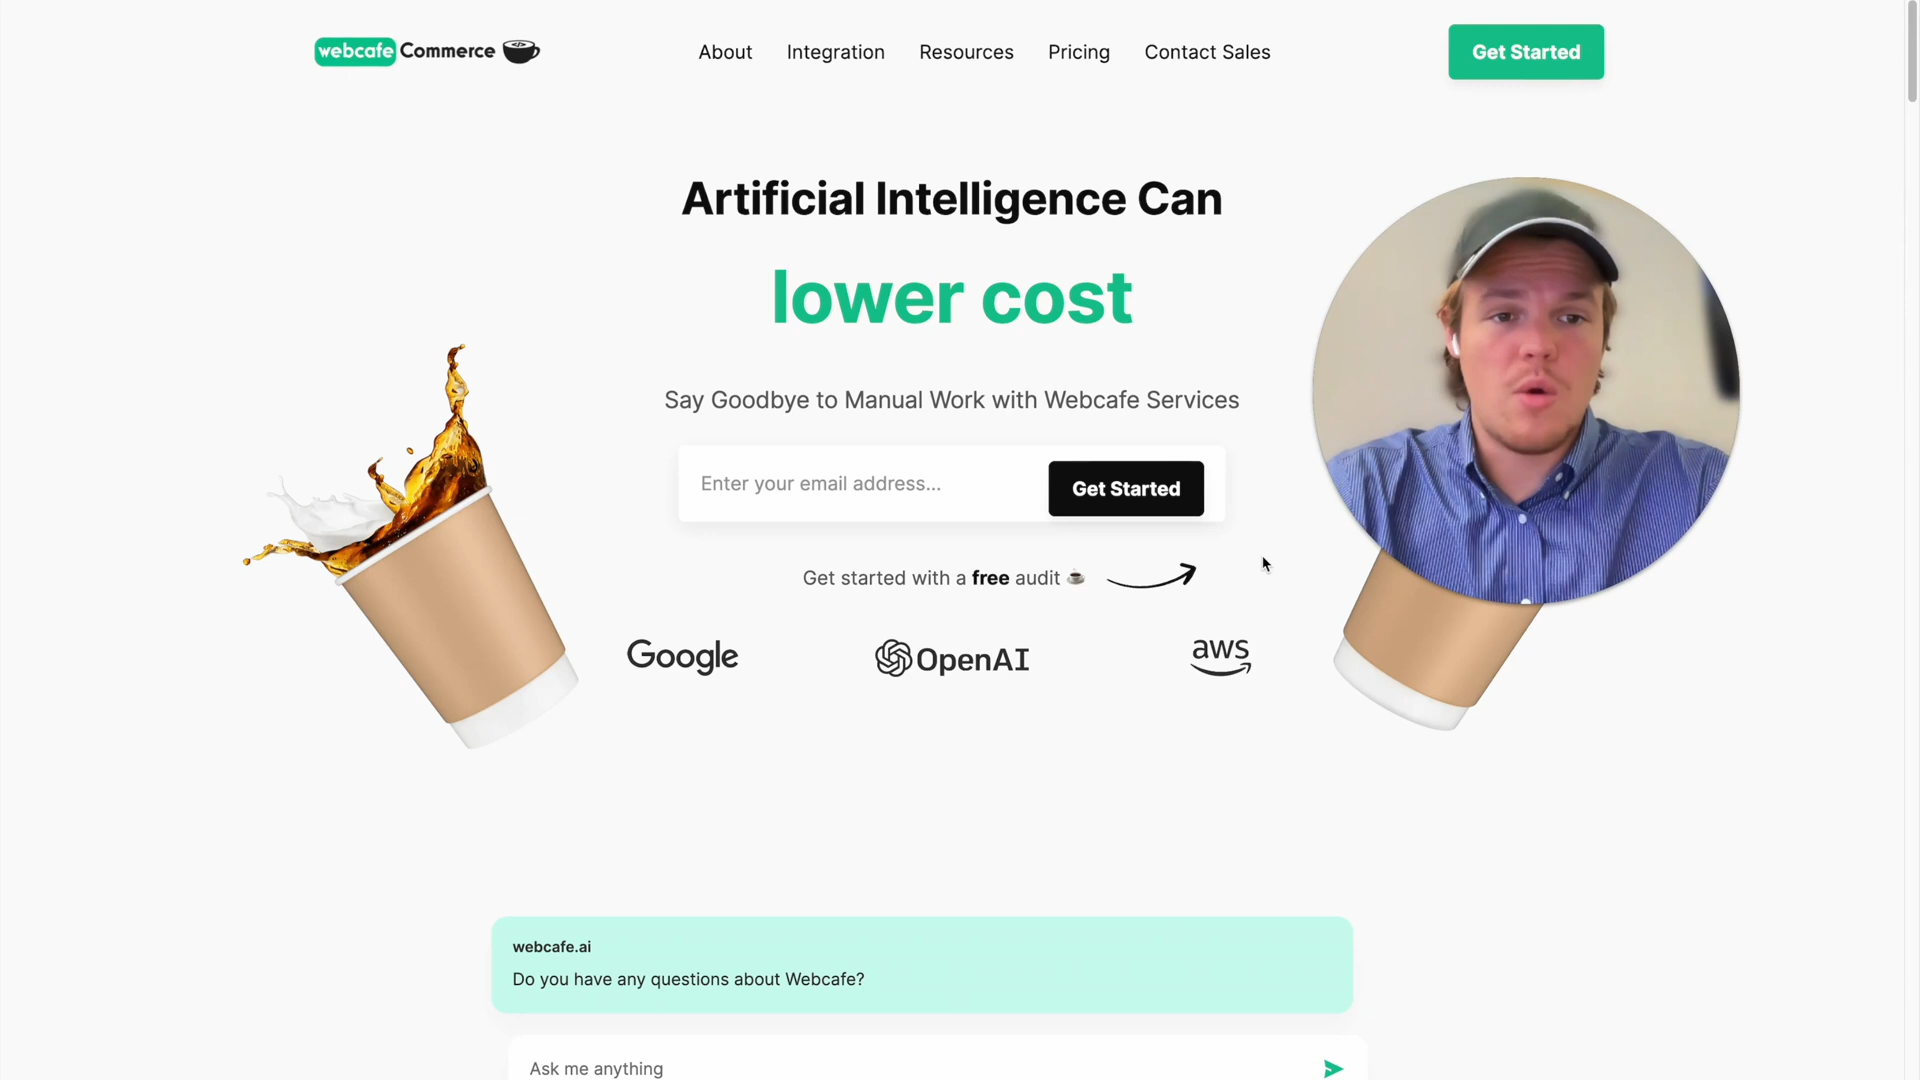 webcafe Commerce
About
Integration
Resources
Pricing
Contact Sales
Get Started
Artificial Intelligence Can
lower cost
Say Goodbye to Manual Work with Webcafe Services
Enter your email address...
Get Started
Get started with a free audit
Google
OpenAI
aws
webcafe.ai
Do you have any questions about Webcafe?
Ask me anything